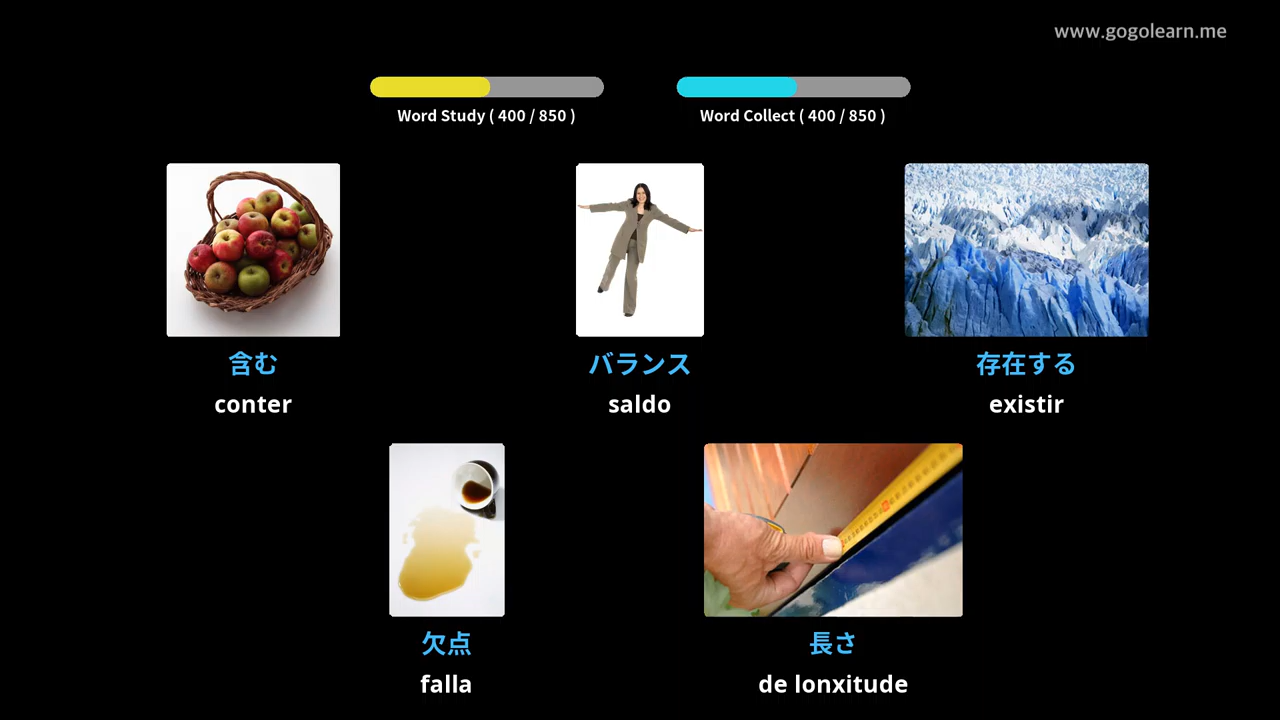 www.gogolearn.me
Word Study ( 400 / 850 )
Word Collect ( 400 / 850 )
含む
conter
バランス
saldo
存在する
existir
欠点
falla
長さ
de lonxitude